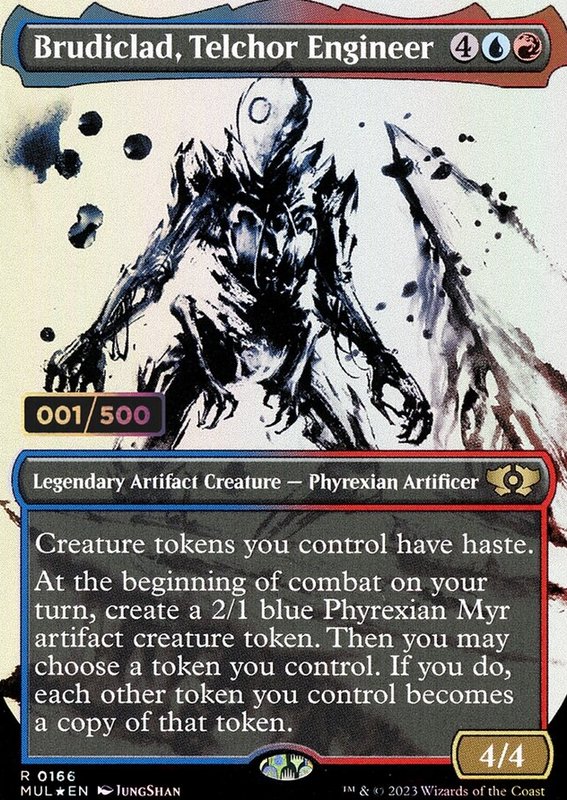 Brudiclad, Telchor Engineer 4
001/500
Legendary Artifact Creature — Phyrexian Artificer
Creature tokens you control have haste.
At the beginning of combat on your
turn, create a 2/1 blue Phyrexian Myr
artifact creature token. Then you may
choose a token you control. If you do,
each other token you control becomes
a copy of that token.
4/4
R 0166
MUL★EN JUNGSHAN
™ & © 2023 Wizards of the Coast